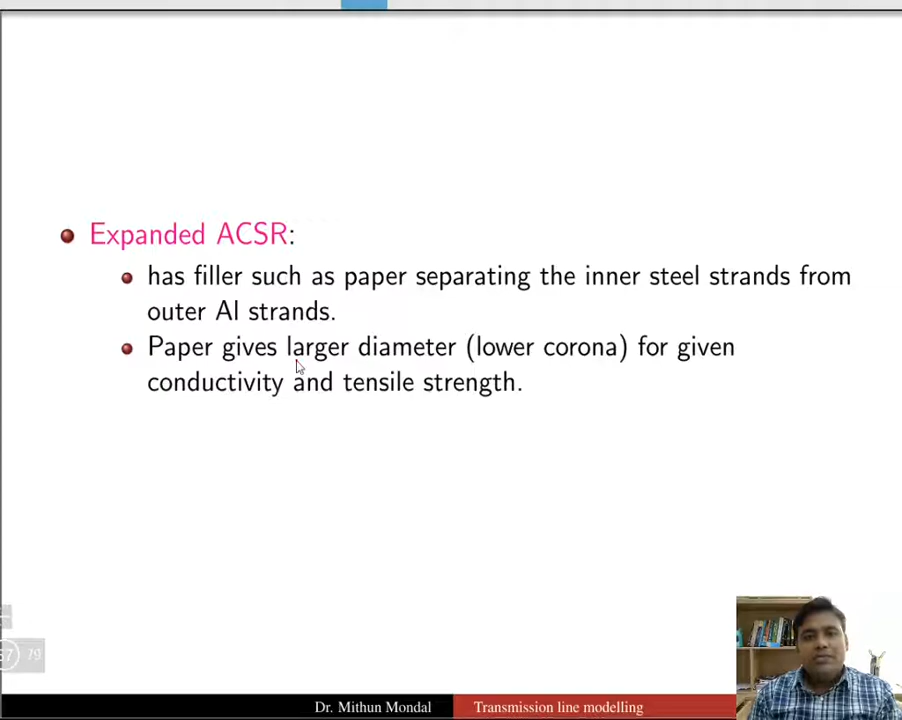 Expanded ACSR:
has filler such as paper separating the inner steel strands from
outer Al strands.
Paper gives larger diameter (lower corona) for given
conductivity and tensile strength.
79
Dr. Mithun Mondal
Transmission line modelling